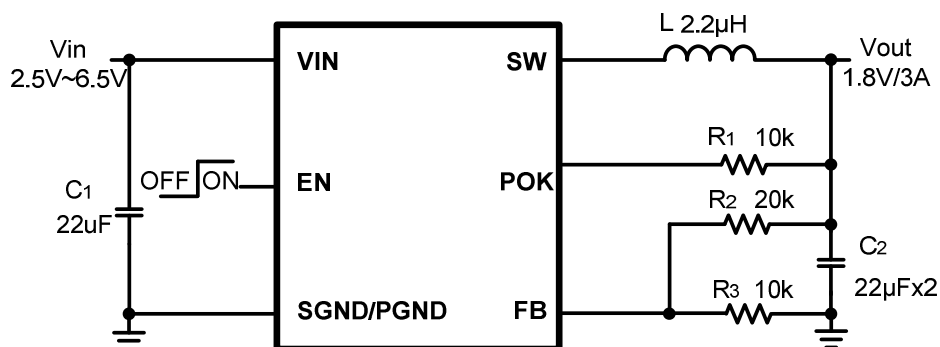 L 2.2µH
Vin
2.5V~6.5V
VIN
SW
Vout
1.8V/3A
R1 10k
OFF ON
EN
POK
C1
22uF
R2 20k
C2
22µFx2
R3 10k
SGND/PGND
FB